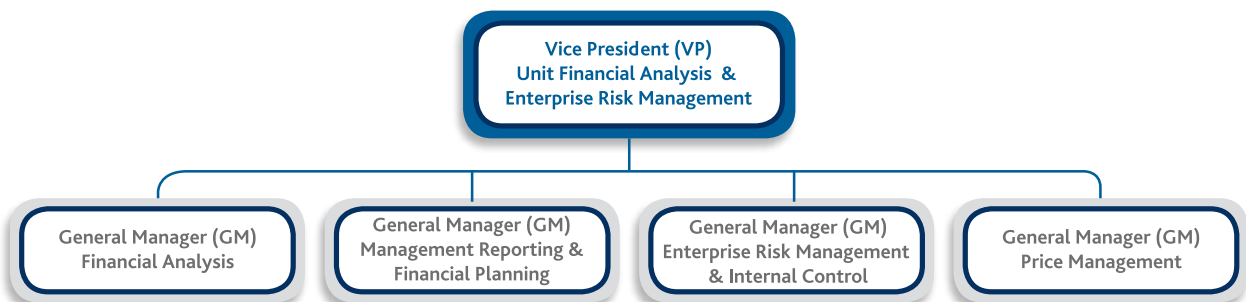 Vice President (VP)
Unit Financial Analysis &
Enterprise Risk Management
General Manager (GM)
Financial Analysis
General Manager (GM)
Management Reporting &
Financial Planning
General Manager (GM)
Enterprise Risk Management
& Internal Control
General Manager (GM)
Price Management